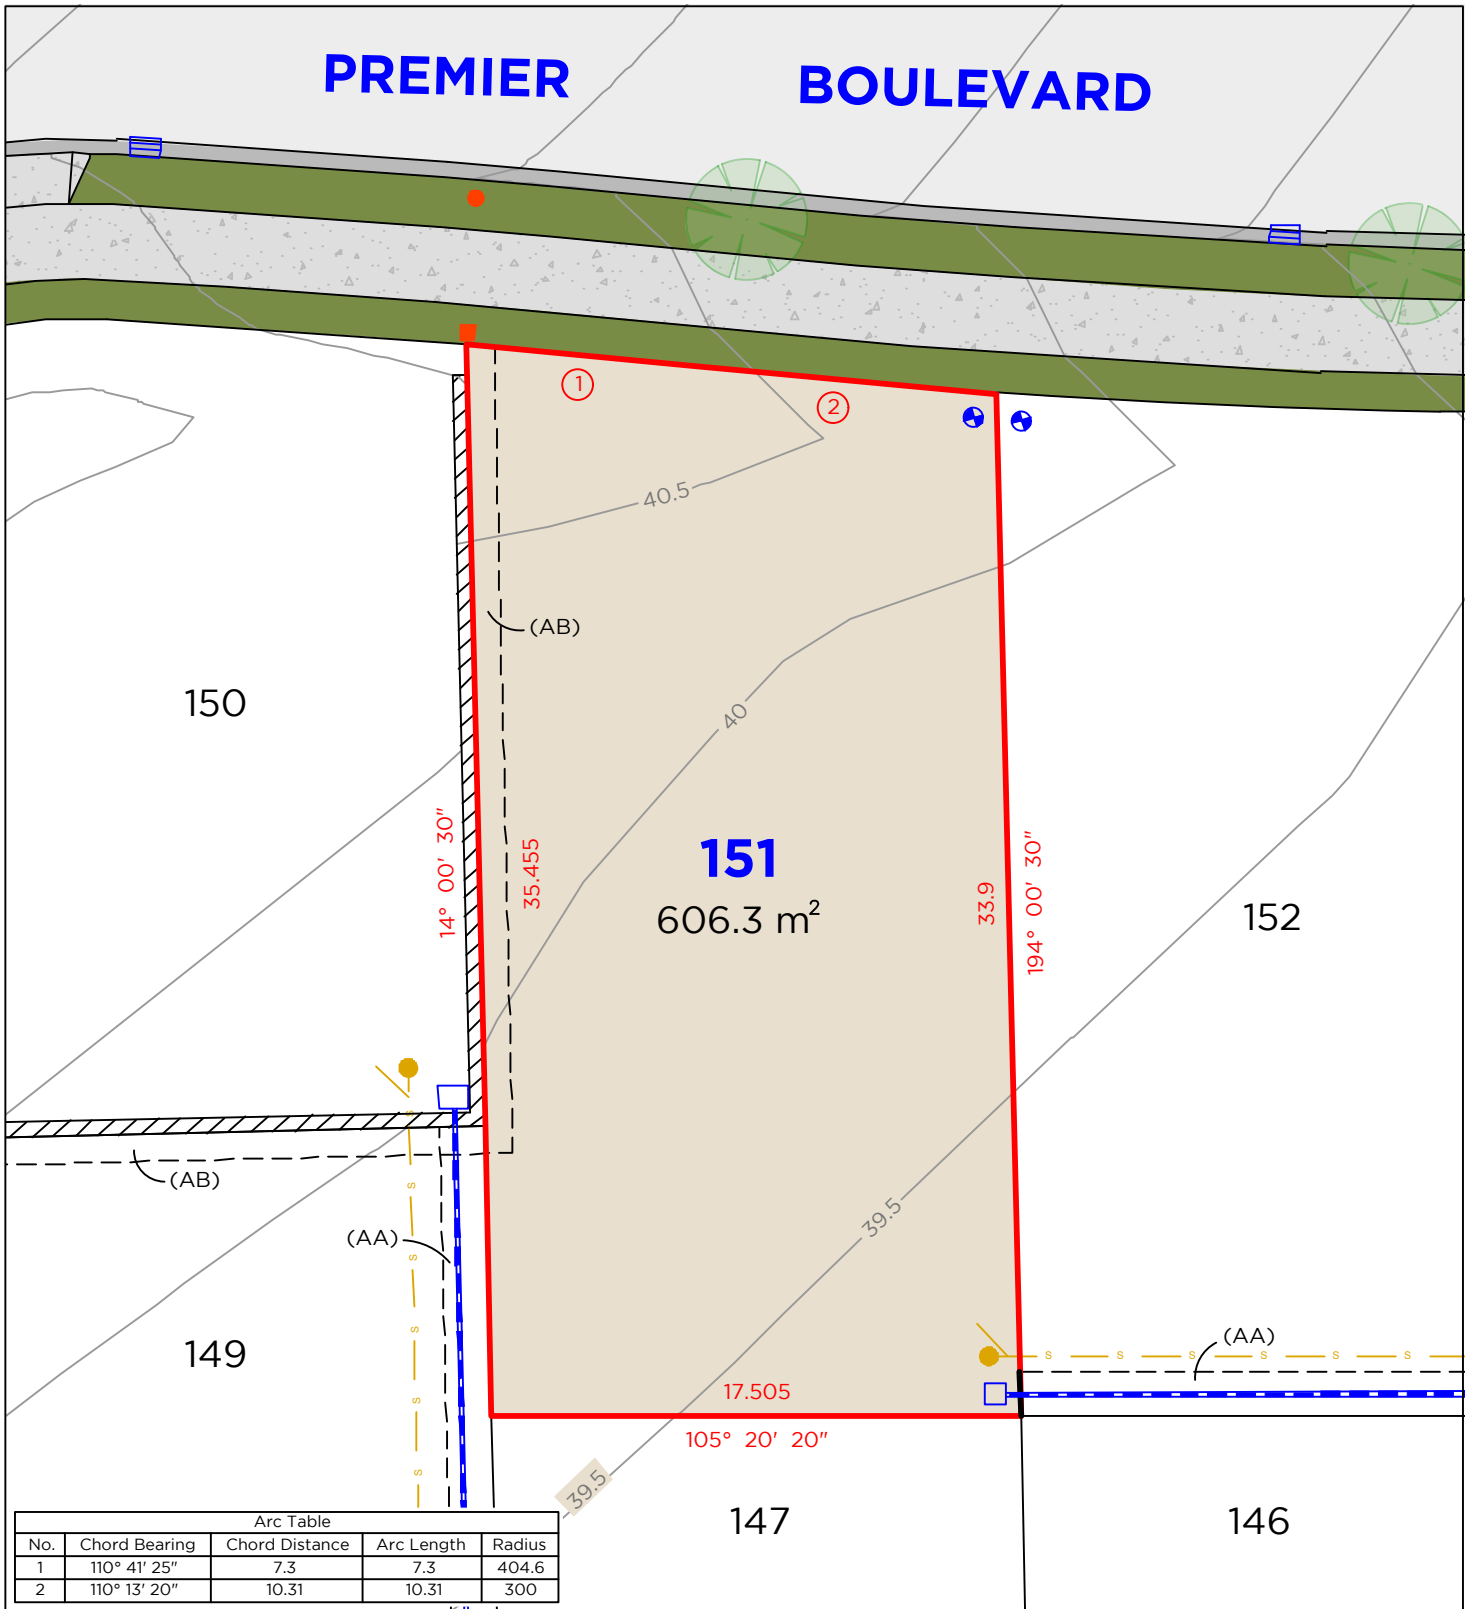 PREMIER BOULEVARD
1
2
40.5
(AB)
150
40
14° 00' 30"
35.455
151
606.3 m²
33.9
194° 00' 30"
152
(AB)
(AA)
39.5
149
s
s
s
s
s
s
s
s
s
s
s
(AA)
17.505
105° 20' 20"
39.5
147
146
Arc Table
No. Chord Bearing Chord Distance Arc Length Radius
1 110° 41' 25" 7.3 7.3 404.6
2 110° 13' 20" 10.31 10.31 300